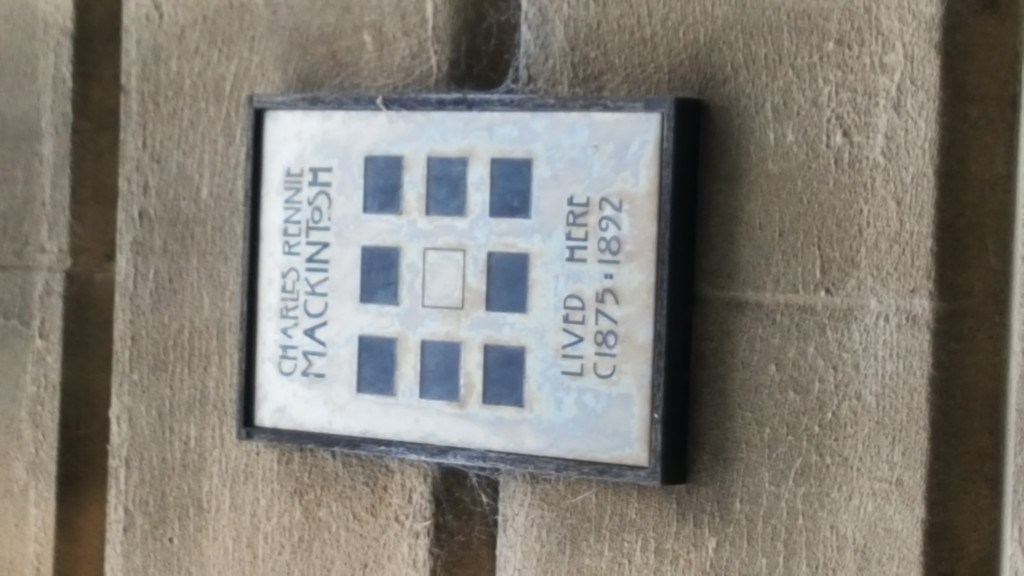 CHARLES RENNIE
MACKINTOSH
LIVED HERE
C1875:1892